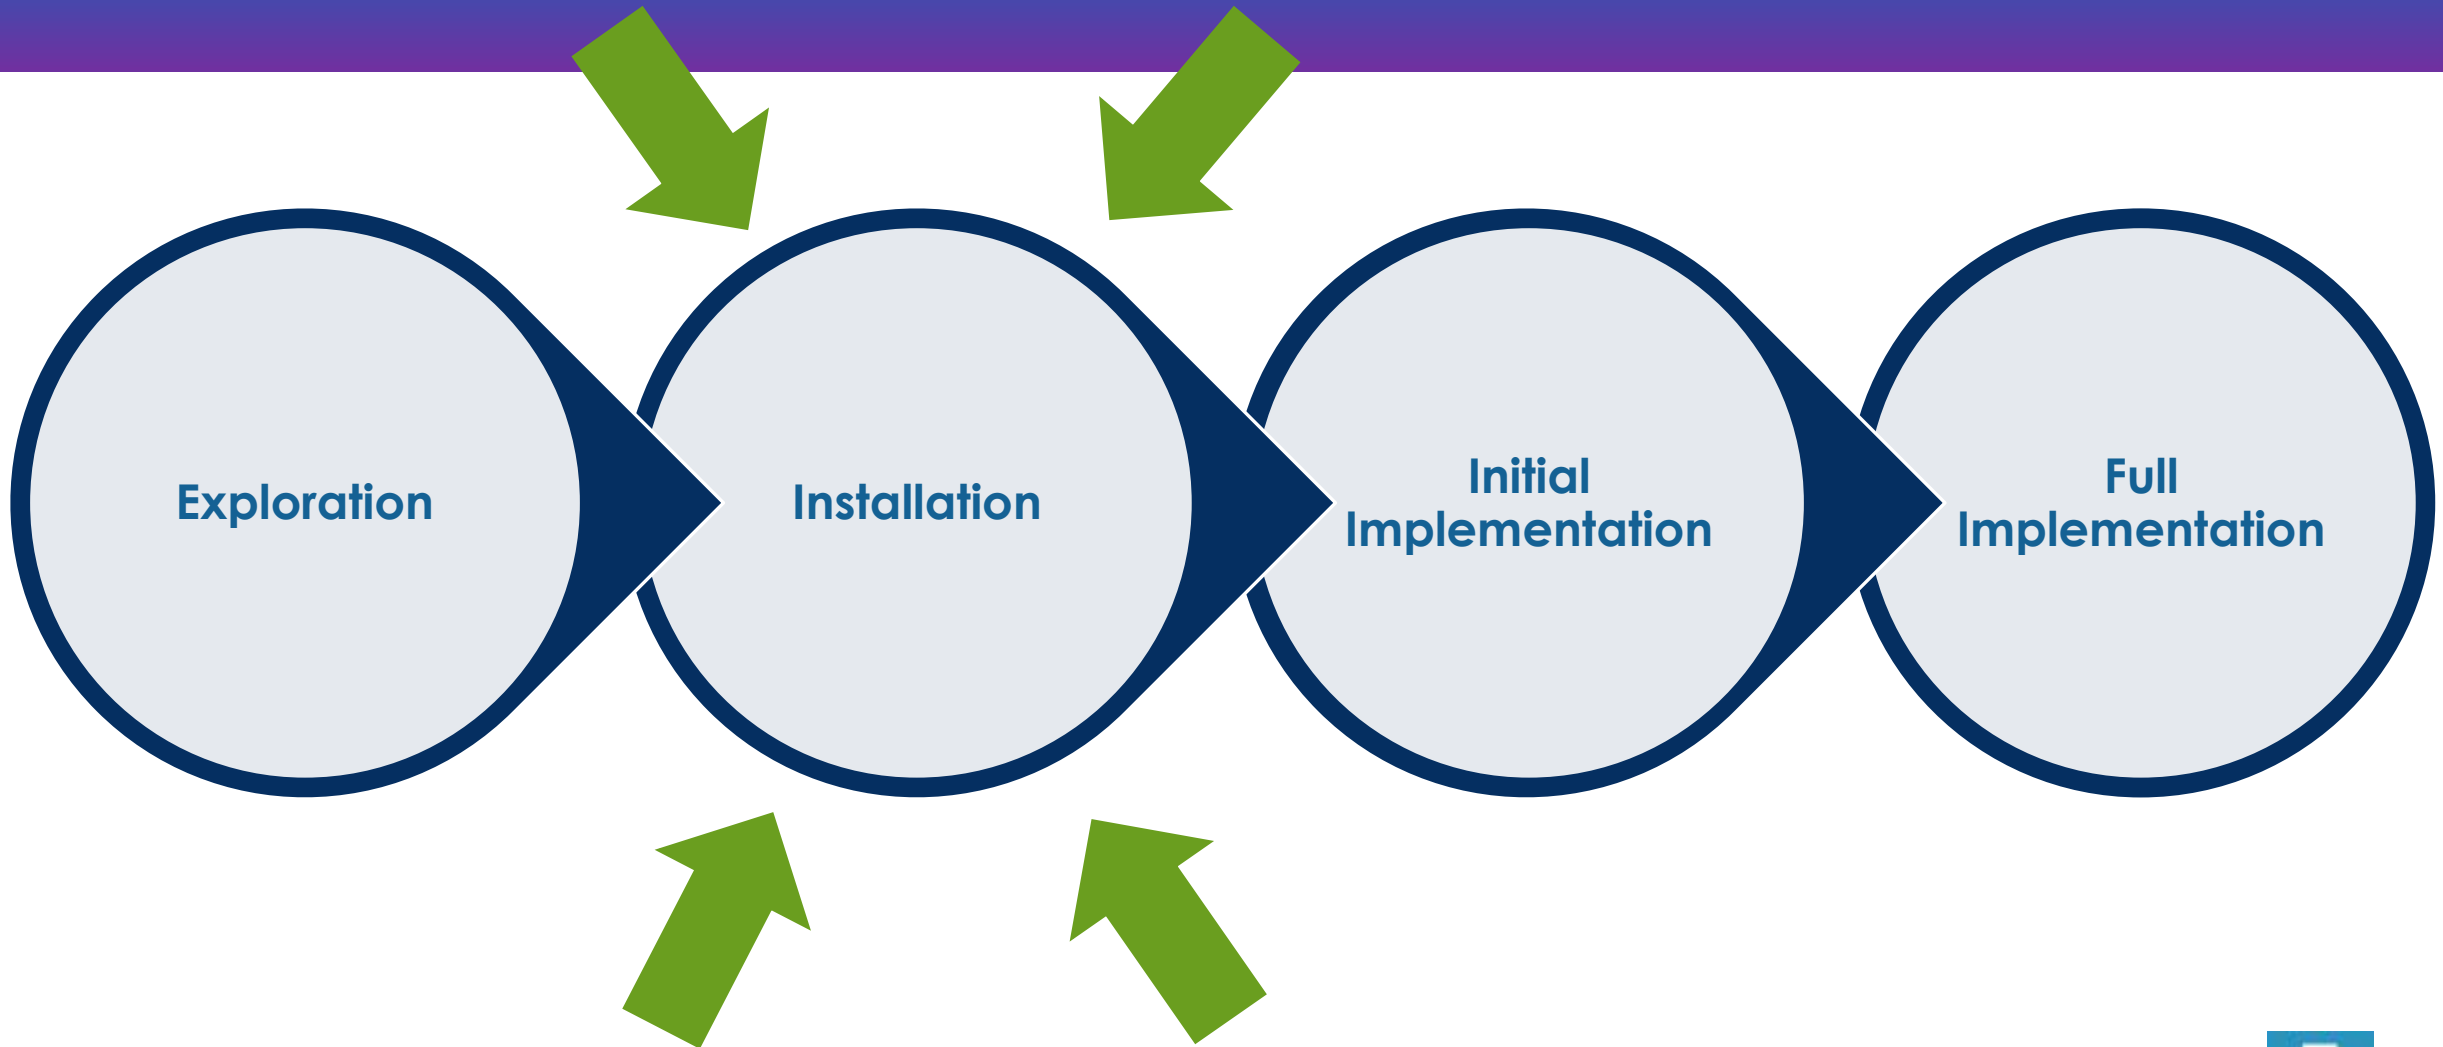 Exploration
Installation
Initial
Implementation
Full
Implementation